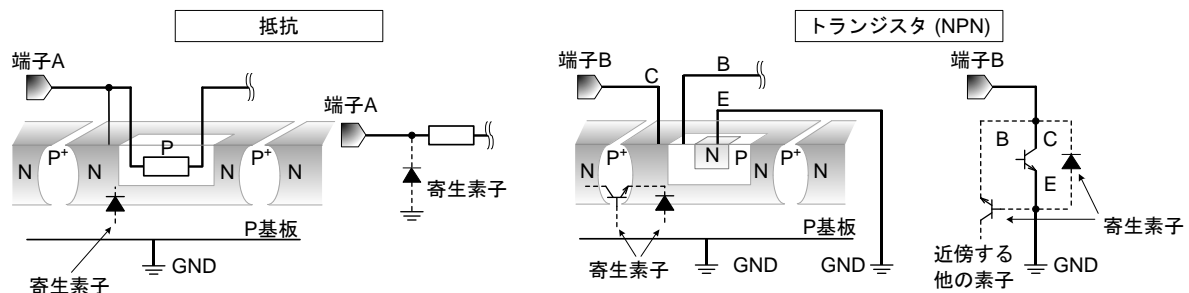 抵抗
トランジスタ (NPN)
端子A
端子A
P
N
P+
N
N
P+
N
寄生素子
P基板
GND
寄生素子
端子B
C
B
E
P+
N
N
N
P
N
P+
N
P基板
寄生素子
GND
GND
端子B
B
C
E
寄生素子
近傍する
他の素子
GND